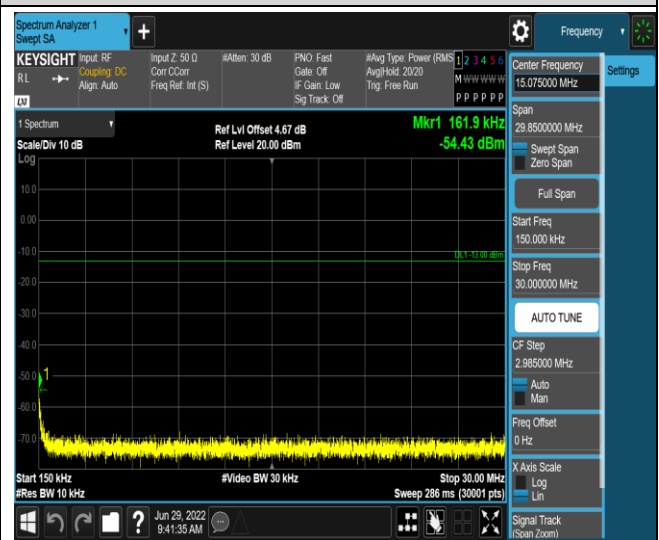 Spectrum Analyzer 1
Swept SA
Frequency
KEYSIGHT
RL
LXI
Input: RF
Coupling: DC
Align: Auto
Input Z: 50 Ω
Corr CCorr
Freq Ref: Int (S)
#Atten: 30 dB
PNO: Fast
Gate: Off
IF Gain: Low
Sig Track: Off
#Avg Type: Power (RMS
Avg|Hold: 20/20
Trig: Free Run
1 2 3 4 5 6
M W W W W W
P P P P P P
1 Spectrum
Scale/Div 10 dB
Ref Lvl Offset 4.67 dB
Ref Level 20.00 dBm
Mkr1 161.9 kHz
-54.43 dBm
Log
10.0
0.00
-10.0
DL1 -13.00 dBm
-20.0
-30.0
-40.0
-50.0
1
-60.0
-70.0
Start 150 kHz
#Res BW 10 kHz
#Video BW 30 kHz
Stop 30.00 MHz
Sweep 286 ms (30001 pts)
Jun 29, 2022
9:41:35 AM
Center Frequency
15.075000 MHz
Settings
Span
29.8500000 MHz
Swept Span
Zero Span
Full Span
Start Freq
150.000 kHz
Stop Freq
30.000000 MHz
AUTO TUNE
CF Step
2.985000 MHz
Auto
Man
Freq Offset
0 Hz
X Axis Scale
Log
Lin
Signal Track
(Span Zoom)